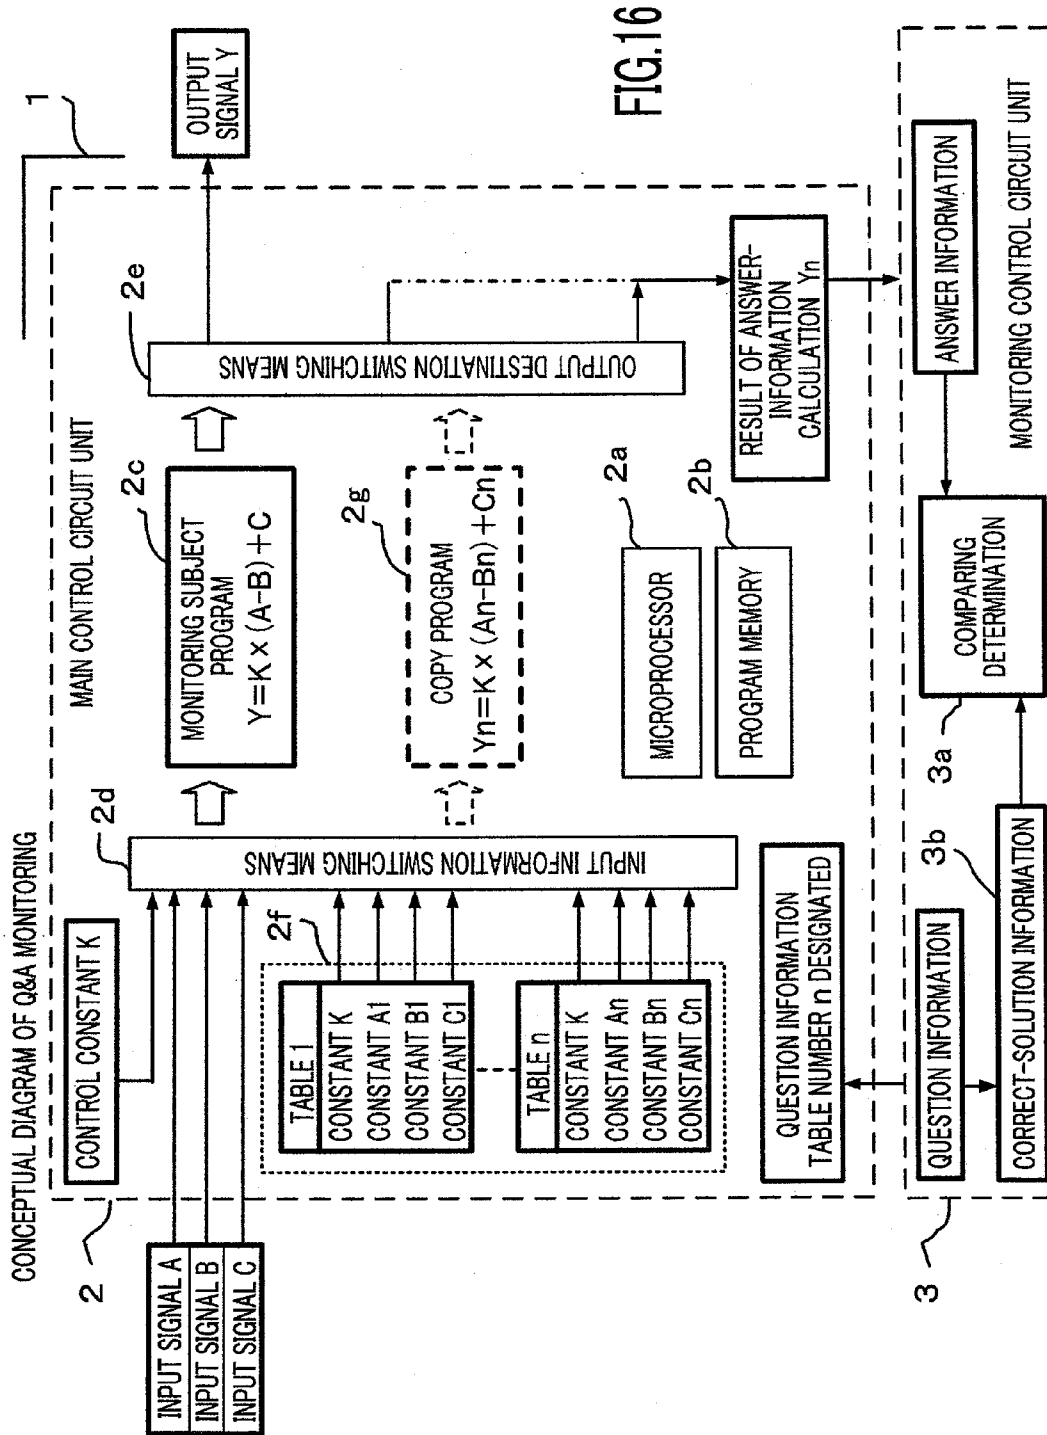 CONCEPTUAL DIAGRAM OF Q&A MONITORING
1
2
MAIN CONTROL CIRCUIT UNIT
INPUT SIGNAL A
INPUT SIGNAL B
INPUT SIGNAL C
CONTROL CONSTANT K
2d
INPUT INFORMATION SWITCHING MEANS
2c
MONITORING SUBJECT
PROGRAM
Y=K×(A-B)+C
2e
OUTPUT DESTINATION SWITCHING MEANS
OUTPUT
SIGNAL Y
2f
TABLE 1
CONSTANT K
CONSTANT A1
CONSTANT B1
CONSTANT C1
TABLE n
CONSTANT K
CONSTANT An
CONSTANT Bn
CONSTANT Cn
2g
COPY PROGRAM
Yn=K×(An-Bn)+Cn
2a
MICROPROCESSOR
2b
PROGRAM MEMORY
QUESTION INFORMATION
TABLE NUMBER n DESIGNATED
RESULT OF ANSWER-
INFORMATION
CALCULATION Yn
3
QUESTION INFORMATION
3b
CORRECT-SOLUTION INFORMATION
3a
COMPARING
DETERMINATION
ANSWER INFORMATION
MONITORING CONTROL CIRCUIT UNIT
FIG.16